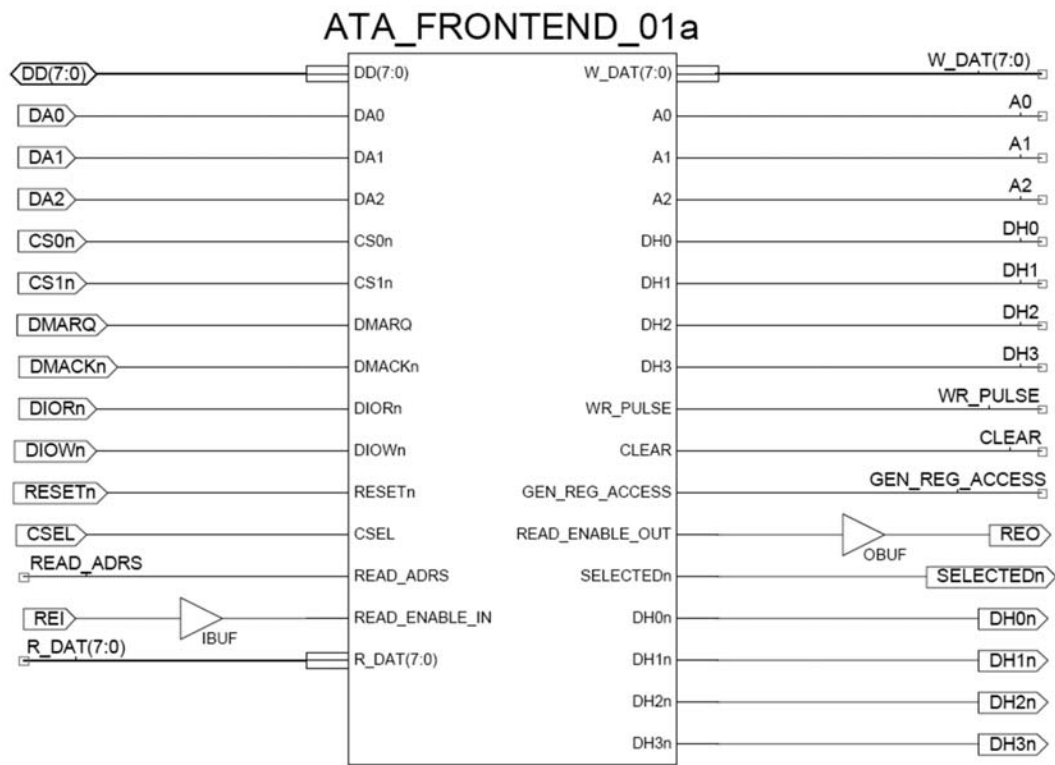 ATA_FRONTEND_01a
DD(7:0) DD(7:0) W_DAT(7:0) W_DAT(7:0)
DA0 DA0 A0 A0
DA1 DA1 A1 A1
DA2 DA2 A2 A2
CS0n CS0n DH0 DH0
CS1n CS1n DH1 DH1
DMARQ DMARQ DH2 DH2
DMACKn DMACKn DH3 DH3
DIORn DIORn WR_PULSE WR_PULSE
DIOWn DIOWn CLEAR CLEAR
RESETn RESETn GEN_REG_ACCESS GEN_REG_ACCESS
CSEL CSEL READ_ENABLE_OUT OBUF REO
READ_ADRS READ_ADRS SELECTEDn SELECTEDn
REI IBUF READ_ENABLE_IN DH0n DH0n
R_DAT(7:0) R_DAT(7:0) DH1n DH1n
DH2n DH2n
DH3n DH3n